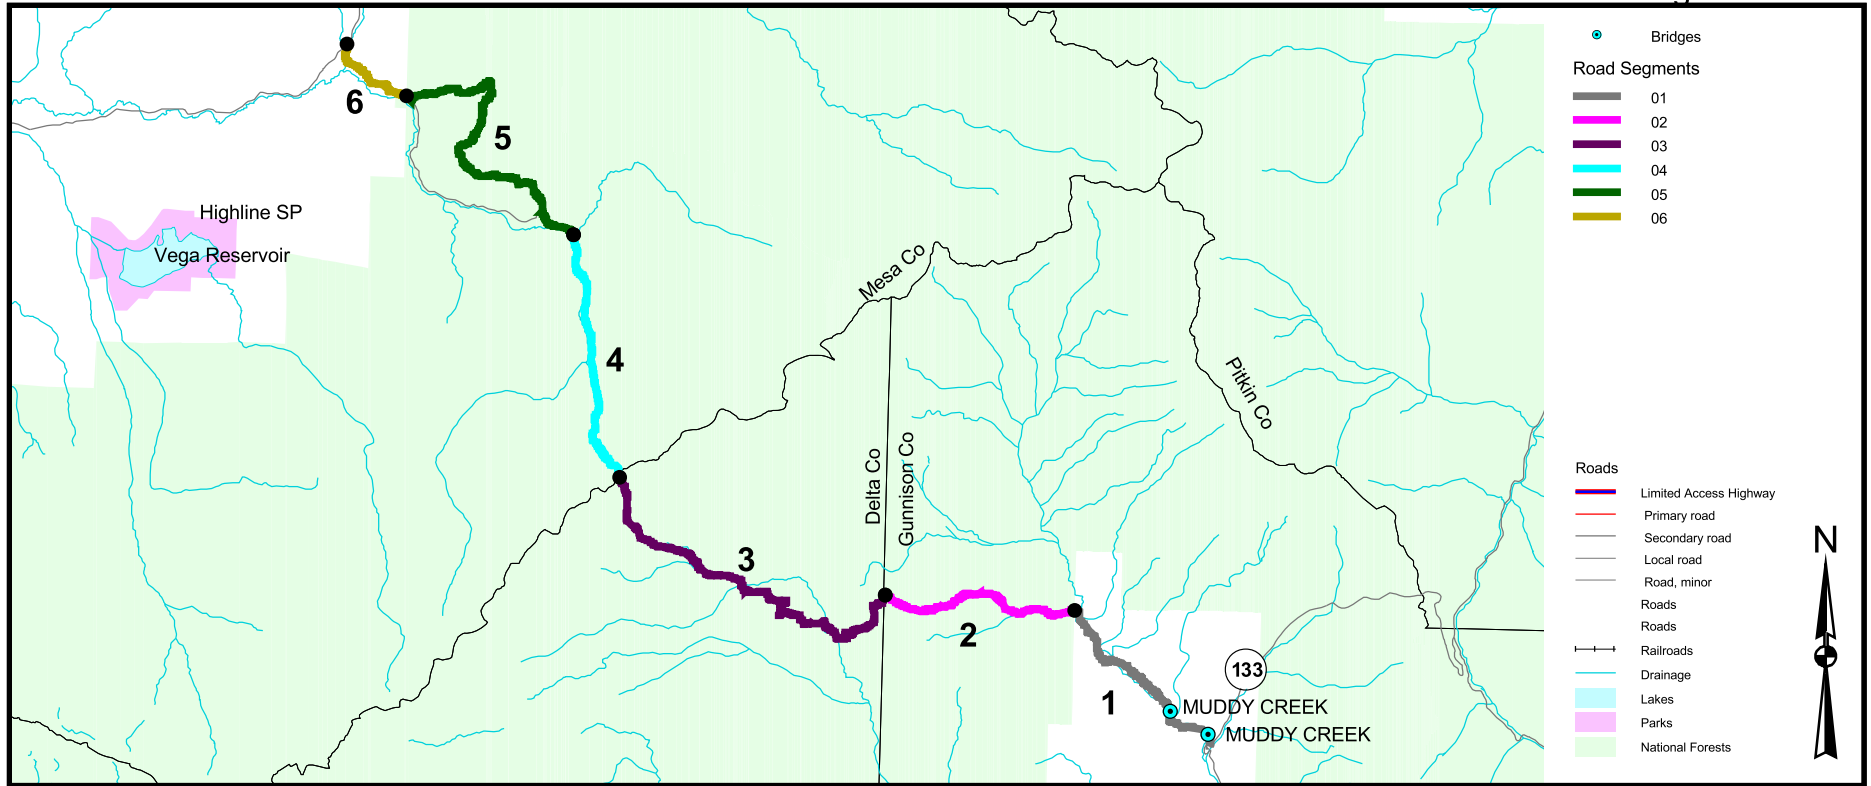 Bridges
Road Segments
01
02
03
04
05
06
6
5
Highline SP
Vega Reservoir
Mesa Co
4
Pitkin Co
Delta Co
Gunnison Co
3
2
1
133
MUDDY CREEK
MUDDY CREEK
Roads
Limited Access Highway
Primary road
Secondary road
Local road
Road, minor
Roads
Roads
Railroads
Drainage
Lakes
Parks
National Forests
N